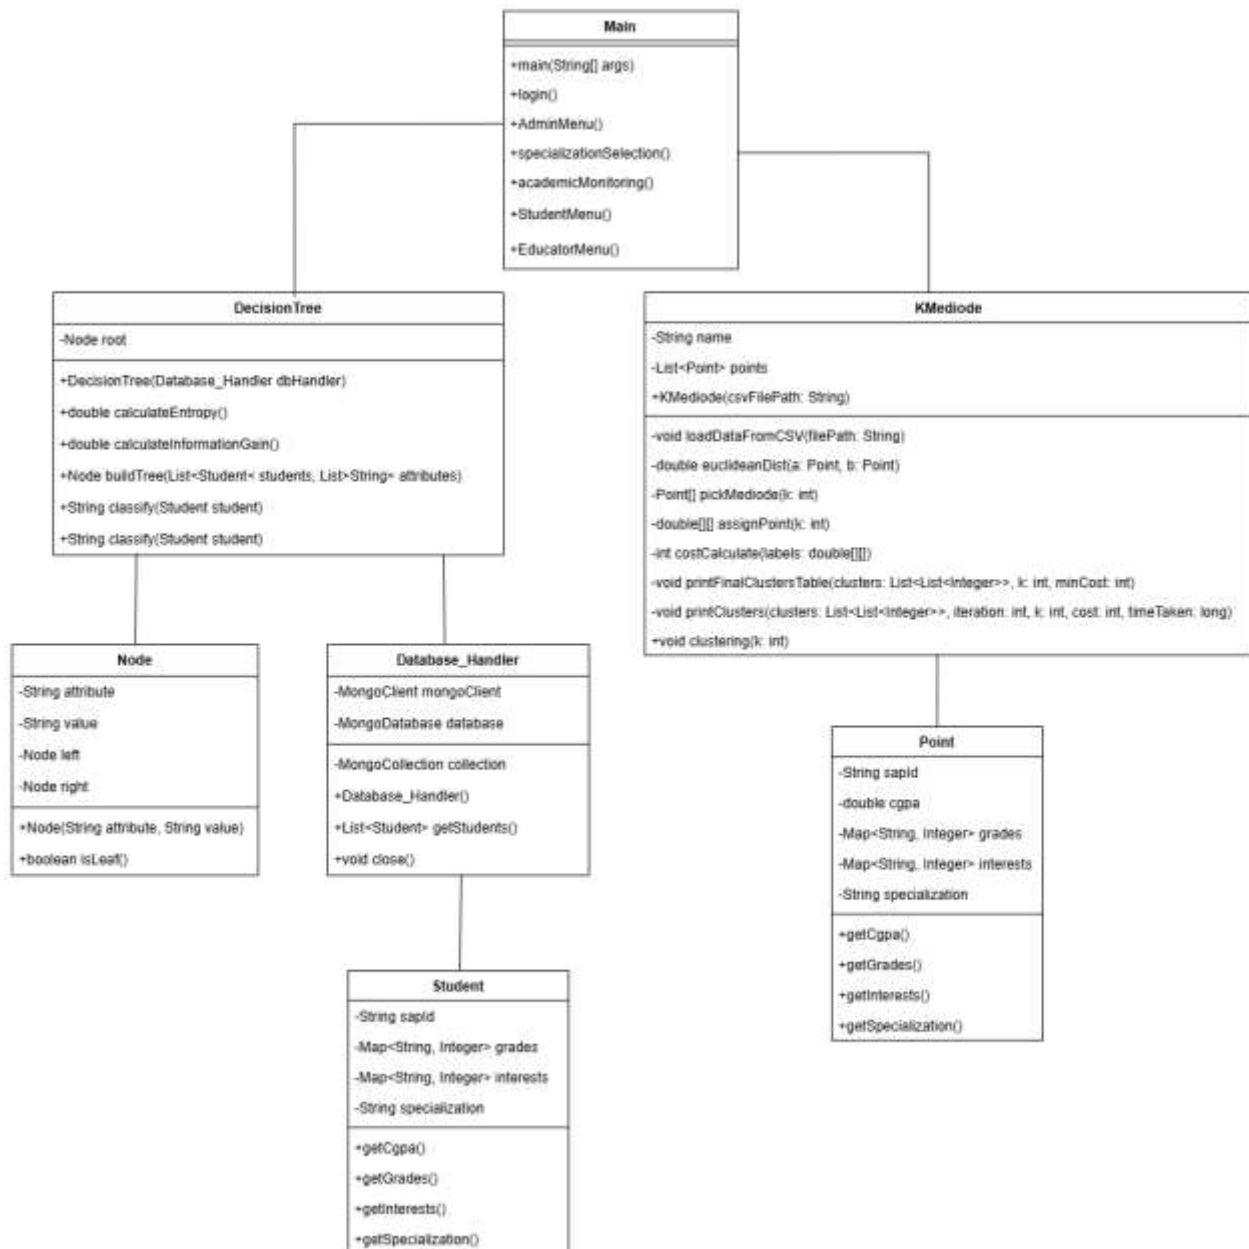 Main
+main(String[] args)
+login()
+AdminMenu()
+specializationSelection()
+academicMonitoring()
+StudentMenu()
+EducatorMenu()
DecisionTree
-Node root
+DecisionTree(Database_Handler dbHandler)
+double calculateEntropy()
+double calculateInformationGain()
+Node buildTree(List<Student< students, List>String> attributes)
+String classify(Student student)
+String classify(Student student)
KMediode
-String name
-List<Point> points
+KMediode(csvFilePath: String)
-void loadDataFromCSV(filePath: String)
-double euclideanDist(a: Point, b: Point)
-Point[] pickMediode(k: int)
-double[][] assignPoint(k: int)
-int costCalculate(labels: double[][])
-void printFinalClustersTable(clusters: List<List<Integer>>, k: int, minCost: int)
-void printClusters(clusters: List<List<Integer>>, iteration: int, k: int, cost: int, timeTaken: long)
+void clustering(k: int)
Node
-String attribute
-String value
-Node left
-Node right
+Node(String attribute, String value)
+boolean isLeaf()
Database_Handler
-MongoClient mongoClient
-MongoDatabase database
-MongoCollection collection
+Database_Handler()
+List<Student> getStudents()
+void close()
Point
-String sapId
-double cgpa
-Map<String, Integer> grades
-Map<String, Integer> interests
-String specialization
+getCgpa()
+getGrades()
+getInterests()
+getSpecialization()
Student
-String sapId
-Map<String, Integer> grades
-Map<String, Integer> interests
-String specialization
+getCgpa()
+getGrades()
+getInterests()
+getSpecialization()